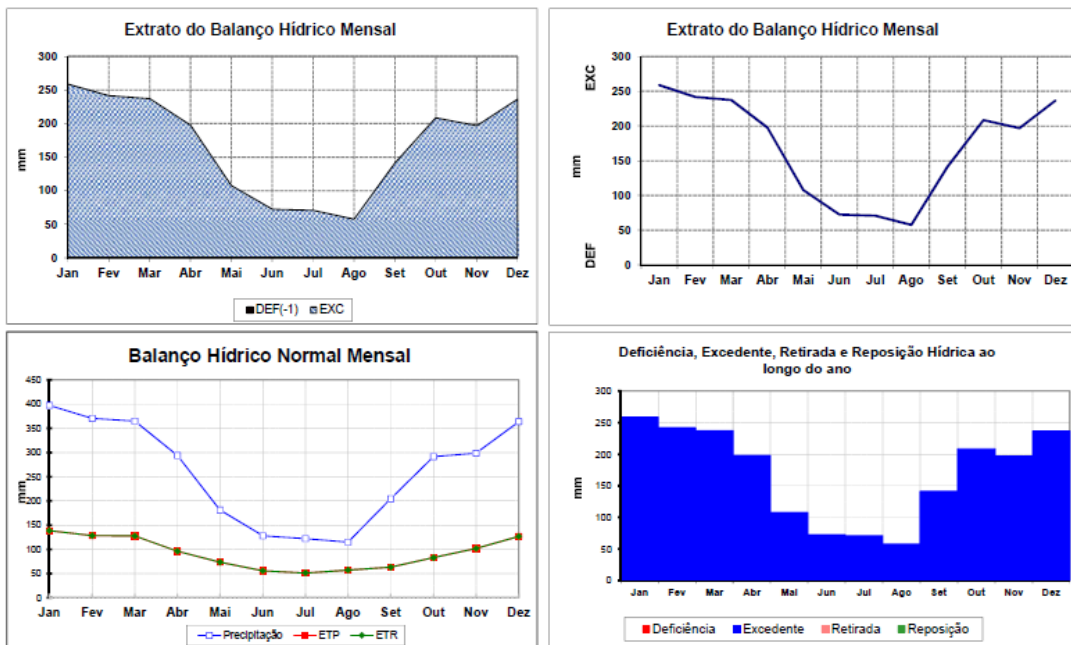 Extrato do Balanço Hídrico Mensal
300
250
200
150
100
50
0
mm
Jan Fev Mar Abr Mai Jun Jul Ago Set Out Nov Dez
DEF(-1) EXC
Extrato do Balanço Hídrico Mensal
300
250
200
150
100
50
0
EXC
mm
DEF
Jan Fev Mar Abr Mai Jun Jul Ago Set Out Nov Dez
Balanço Hídrico Normal Mensal
450
400
350
300
250
200
150
100
50
0
mm
Jan Fev Mar Abr Mai Jun Jul Ago Set Out Nov Dez
Precipitação ETP ETR
Deficiência, Excedente, Retirada e Reposição Hídrica ao
longo do ano
300
250
200
150
100
50
0
mm
Jan Fev Mar Abr Mai Jun Jul Ago Set Out Nov Dez
Deficiência Excedente Retirada Reposição